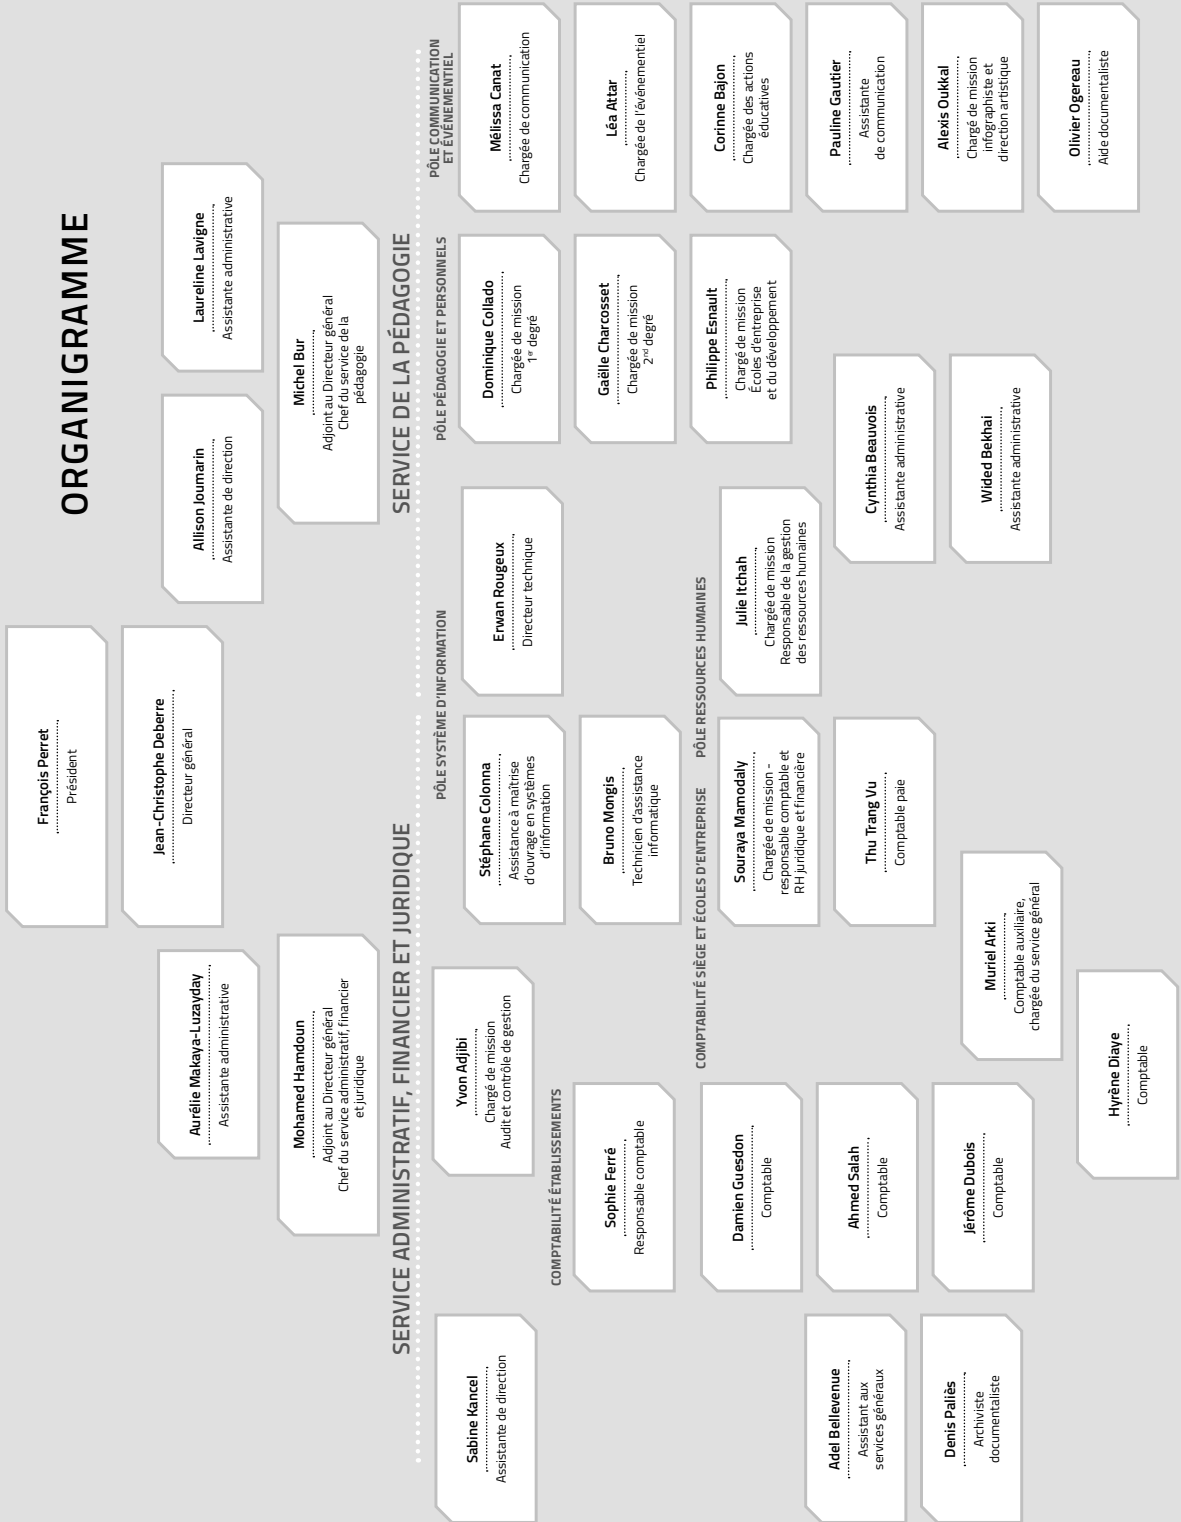 ORGANIGRAMME
François Perret
Président
Jean-Christophe Deberre
Directeur général
Aurélie Makaya-Luzayday
Assistante administrative
Allison Joumarin
Assistante de direction
Laureline Lavigne
Assistante administrative
Mohamed Hamdoun
Adjoint au Directeur général
Chef du service administratif, financier
et juridique
Michel Bur
Adjoint au Directeur général
Chef du service de la
pédagogie
SERVICE ADMINISTRATIF, FINANCIER ET JURIDIQUE
SERVICE DE LA PÉDAGOGIE
Sabine Kancel
Assistante de direction
Adel Bellevenue
Assistant aux
services généraux
Denis Paliès
Archiviste
documentaliste
Yvon Adjibi
Chargé de mission
Audit et contrôle de gestion
COMPTABILITÉ ÉTABLISSEMENTS
Sophie Ferré
Responsable comptable
Damien Guesdon
Comptable
Ahmed Salah
Comptable
Jérôme Dubois
Comptable
Hyrène Diaye
Comptable
PÔLE SYSTÈME D'INFORMATION
Stéphane Colonna
Assistance à maîtrise
d'ouvrage en systèmes
d'information
Bruno Mongis
Technicien d'assistance
informatique
Erwan Rougeux
Directeur technique
COMPTABILITÉ SIÈGE ET ÉCOLES D'ENTREPRISE
Souraya Mamodaly
Chargée de mission -
responsable comptable et
RH juridique et financière
Thu Trang Vu
Comptable paie
Muriel Arki
Comptable auxiliaire,
chargée du service général
PÔLE RESSOURCES HUMAINES
Julie Itchah
Chargée de mission
Responsable de la gestion
des ressources humaines
Cynthia Beauvois
Assistante administrative
Wided Bekhai
Assistante administrative
PÔLE PÉDAGOGIE ET PERSONNELS
Dominique Collado
Chargée de mission
1er degré
Gaëlle Charcosset
Chargée de mission
2nd degré
Philippe Esnault
Chargé de mission
Écoles d'entreprise
et du développement
PÔLE COMMUNICATION
ET ÉVÉNEMENTIEL
Mélissa Canat
Chargée de communication
Léa Attar
Chargée de l'événementiel
Corinne Bajon
Chargée des actions
éducatives
Pauline Gautier
Assistante
de communication
Alexis Oukkal
Chargé de mission
infographiste et
direction artistique
Olivier Ogereau
Aide documentaliste